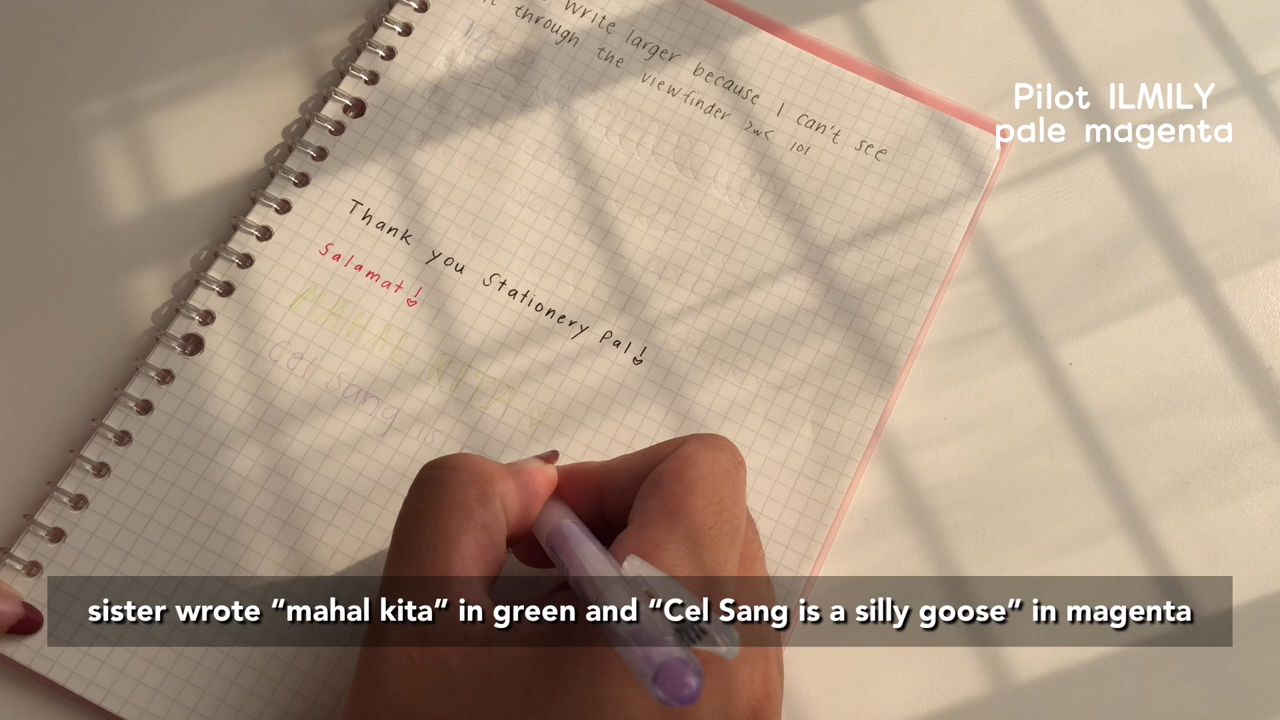 write larger because I can't see
through the viewfinder >w< lol
Pilot ILMILY
pale magenta
Thank you Stationery Pal!
Salamat!
MAHAL KITA
Cel Sang is
sister wrote “mahal kita” in green and “Cel Sang is a silly goose” in magenta